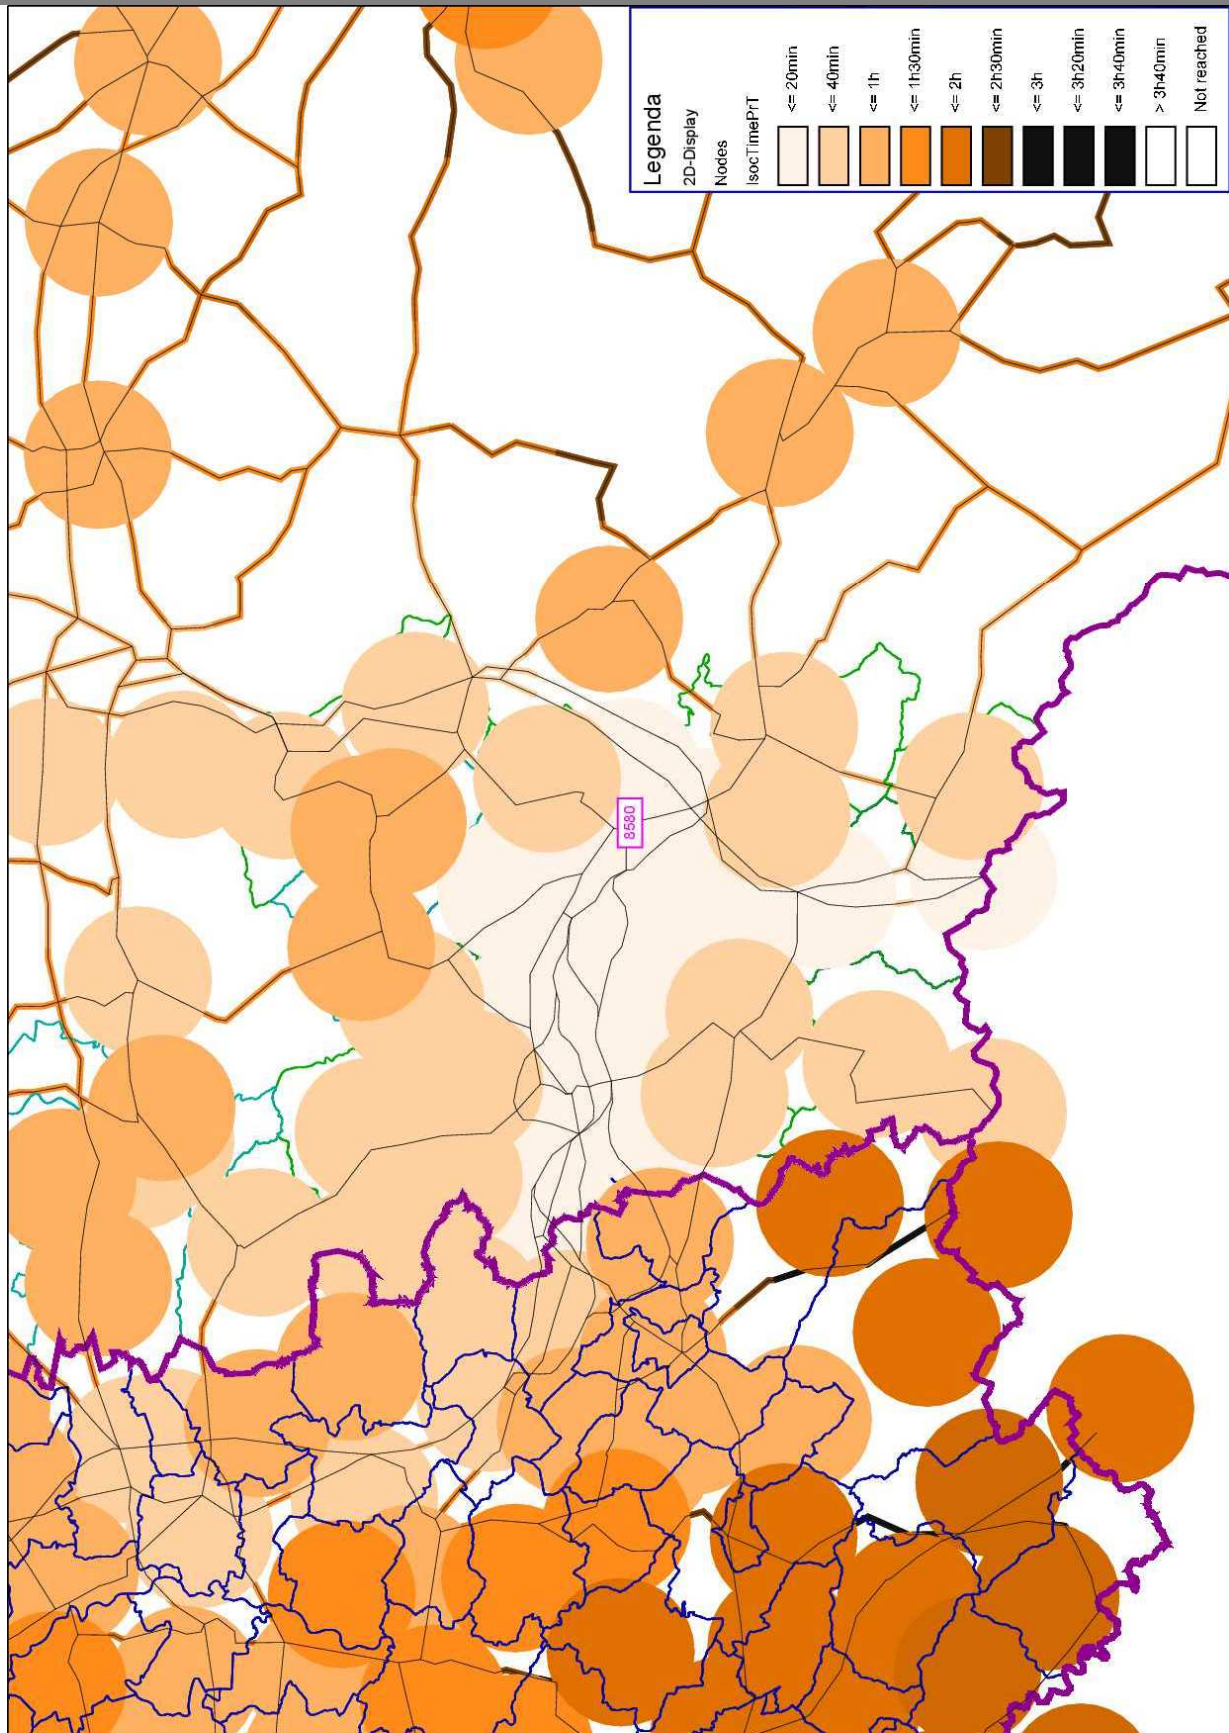 Legenda
2D-Display
Nodes
IsocTimePrT
<= 20min
<= 40min
<= 1h
<= 1h30min
<= 2h
<= 2h30min
<= 3h
<= 3h20min
<= 3h40min
> 3h40min
Not reached
8580